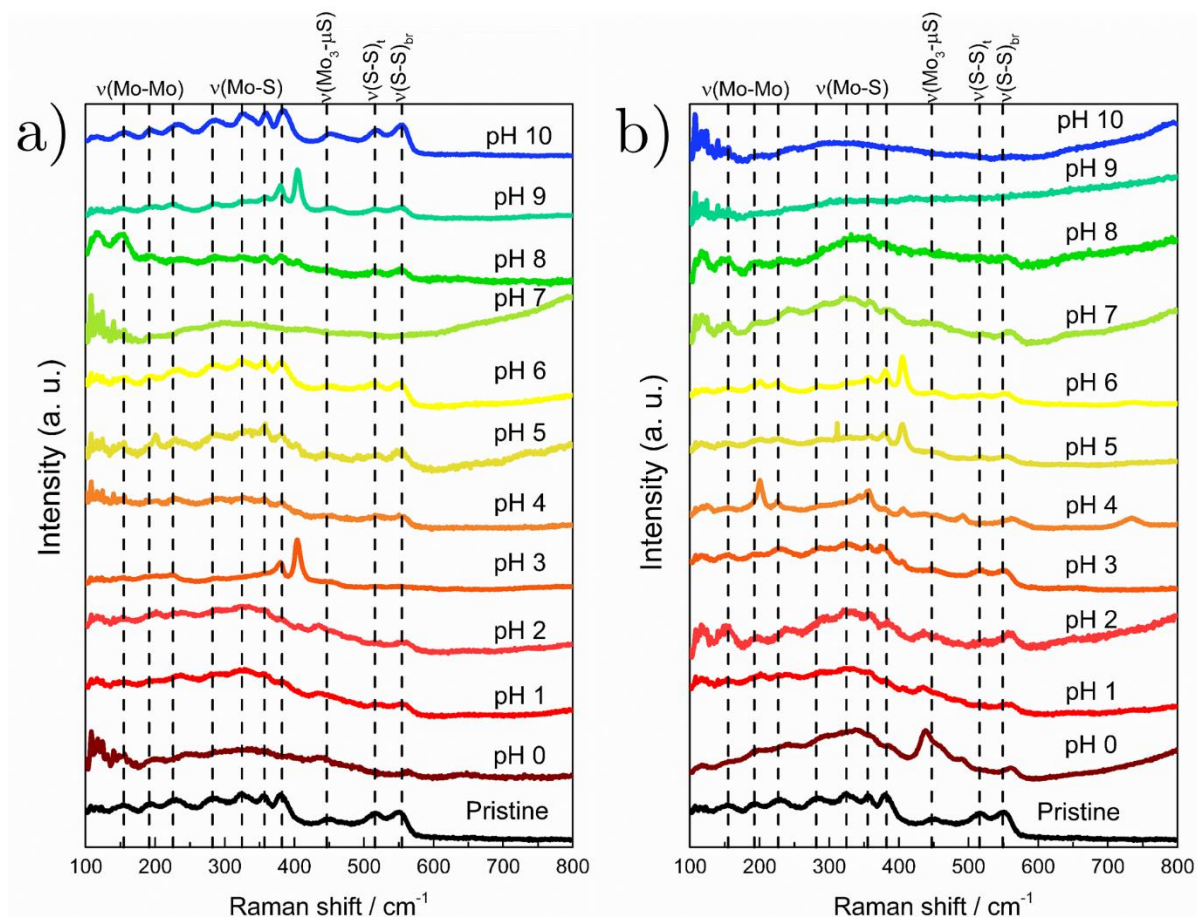 a)
ν(Mo-Mo)
ν(Mo-S)
ν(Mo₃-μS)
ν(S-S)ₜ
ν(S-S)br
pH 10
pH 9
pH 8
pH 7
pH 6
pH 5
pH 4
pH 3
pH 2
pH 1
pH 0
Pristine
Intensity (a. u.)
100 200 300 400 500 600 700 800
Raman shift / cm⁻¹
b)
ν(Mo-Mo)
ν(Mo-S)
ν(Mo₃-μS)
ν(S-S)ₜ
ν(S-S)br
pH 10
pH 9
pH 8
pH 7
pH 6
pH 5
pH 4
pH 3
pH 2
pH 1
pH 0
Pristine
Intensity (a. u.)
100 200 300 400 500 600 700 800
Raman shift / cm⁻¹